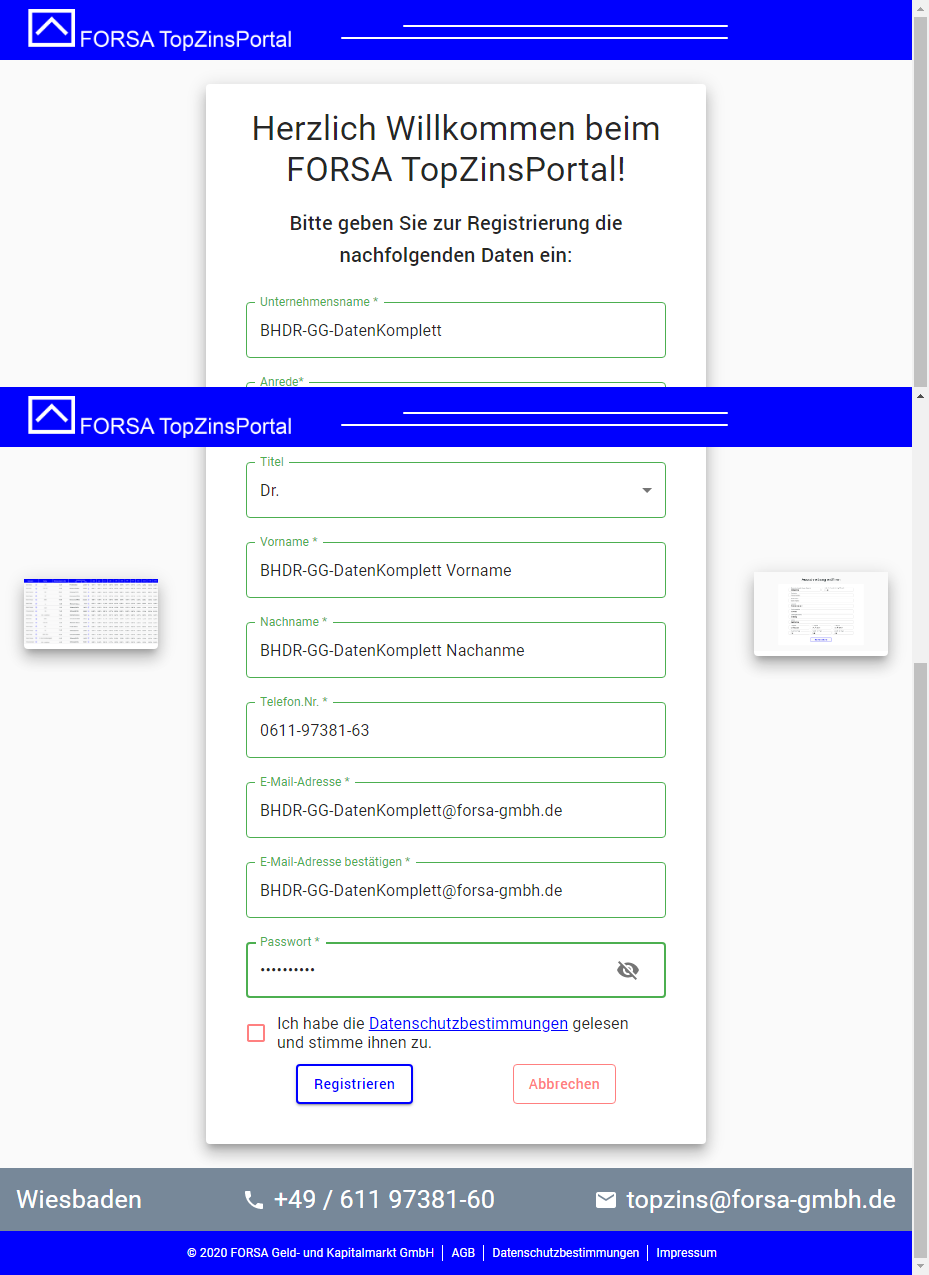 FORSA TopZinsPortal
Herzlich Willkommen beim
FORSA TopZinsPortal!
Bitte geben Sie zur Registrierung die
nachfolgenden Daten ein:
Unternehmensname *
BHDR-GG-DatenKomplett
Anrede*
FORSA TopZinsPortal
Titel
Dr.
Vorname *
BHDR-GG-DatenKomplett Vorname
Nachname *
BHDR-GG-DatenKomplett Nachanme
Telefon.Nr. *
0611-97381-63
E-Mail-Adresse *
BHDR-GG-DatenKomplett@forsa-gmbh.de
E-Mail-Adresse bestätigen *
BHDR-GG-DatenKomplett@forsa-gmbh.de
Passwort *
••••••••••
Ich habe die Datenschutzbestimmungen gelesen
und stimme ihnen zu.
Registrieren
Abbrechen
Wiesbaden
+49 / 611 97381-60
topzins@forsa-gmbh.de
© 2020 FORSA Geld- und Kapitalmarkt GmbH | AGB | Datenschutzbestimmungen | Impressum